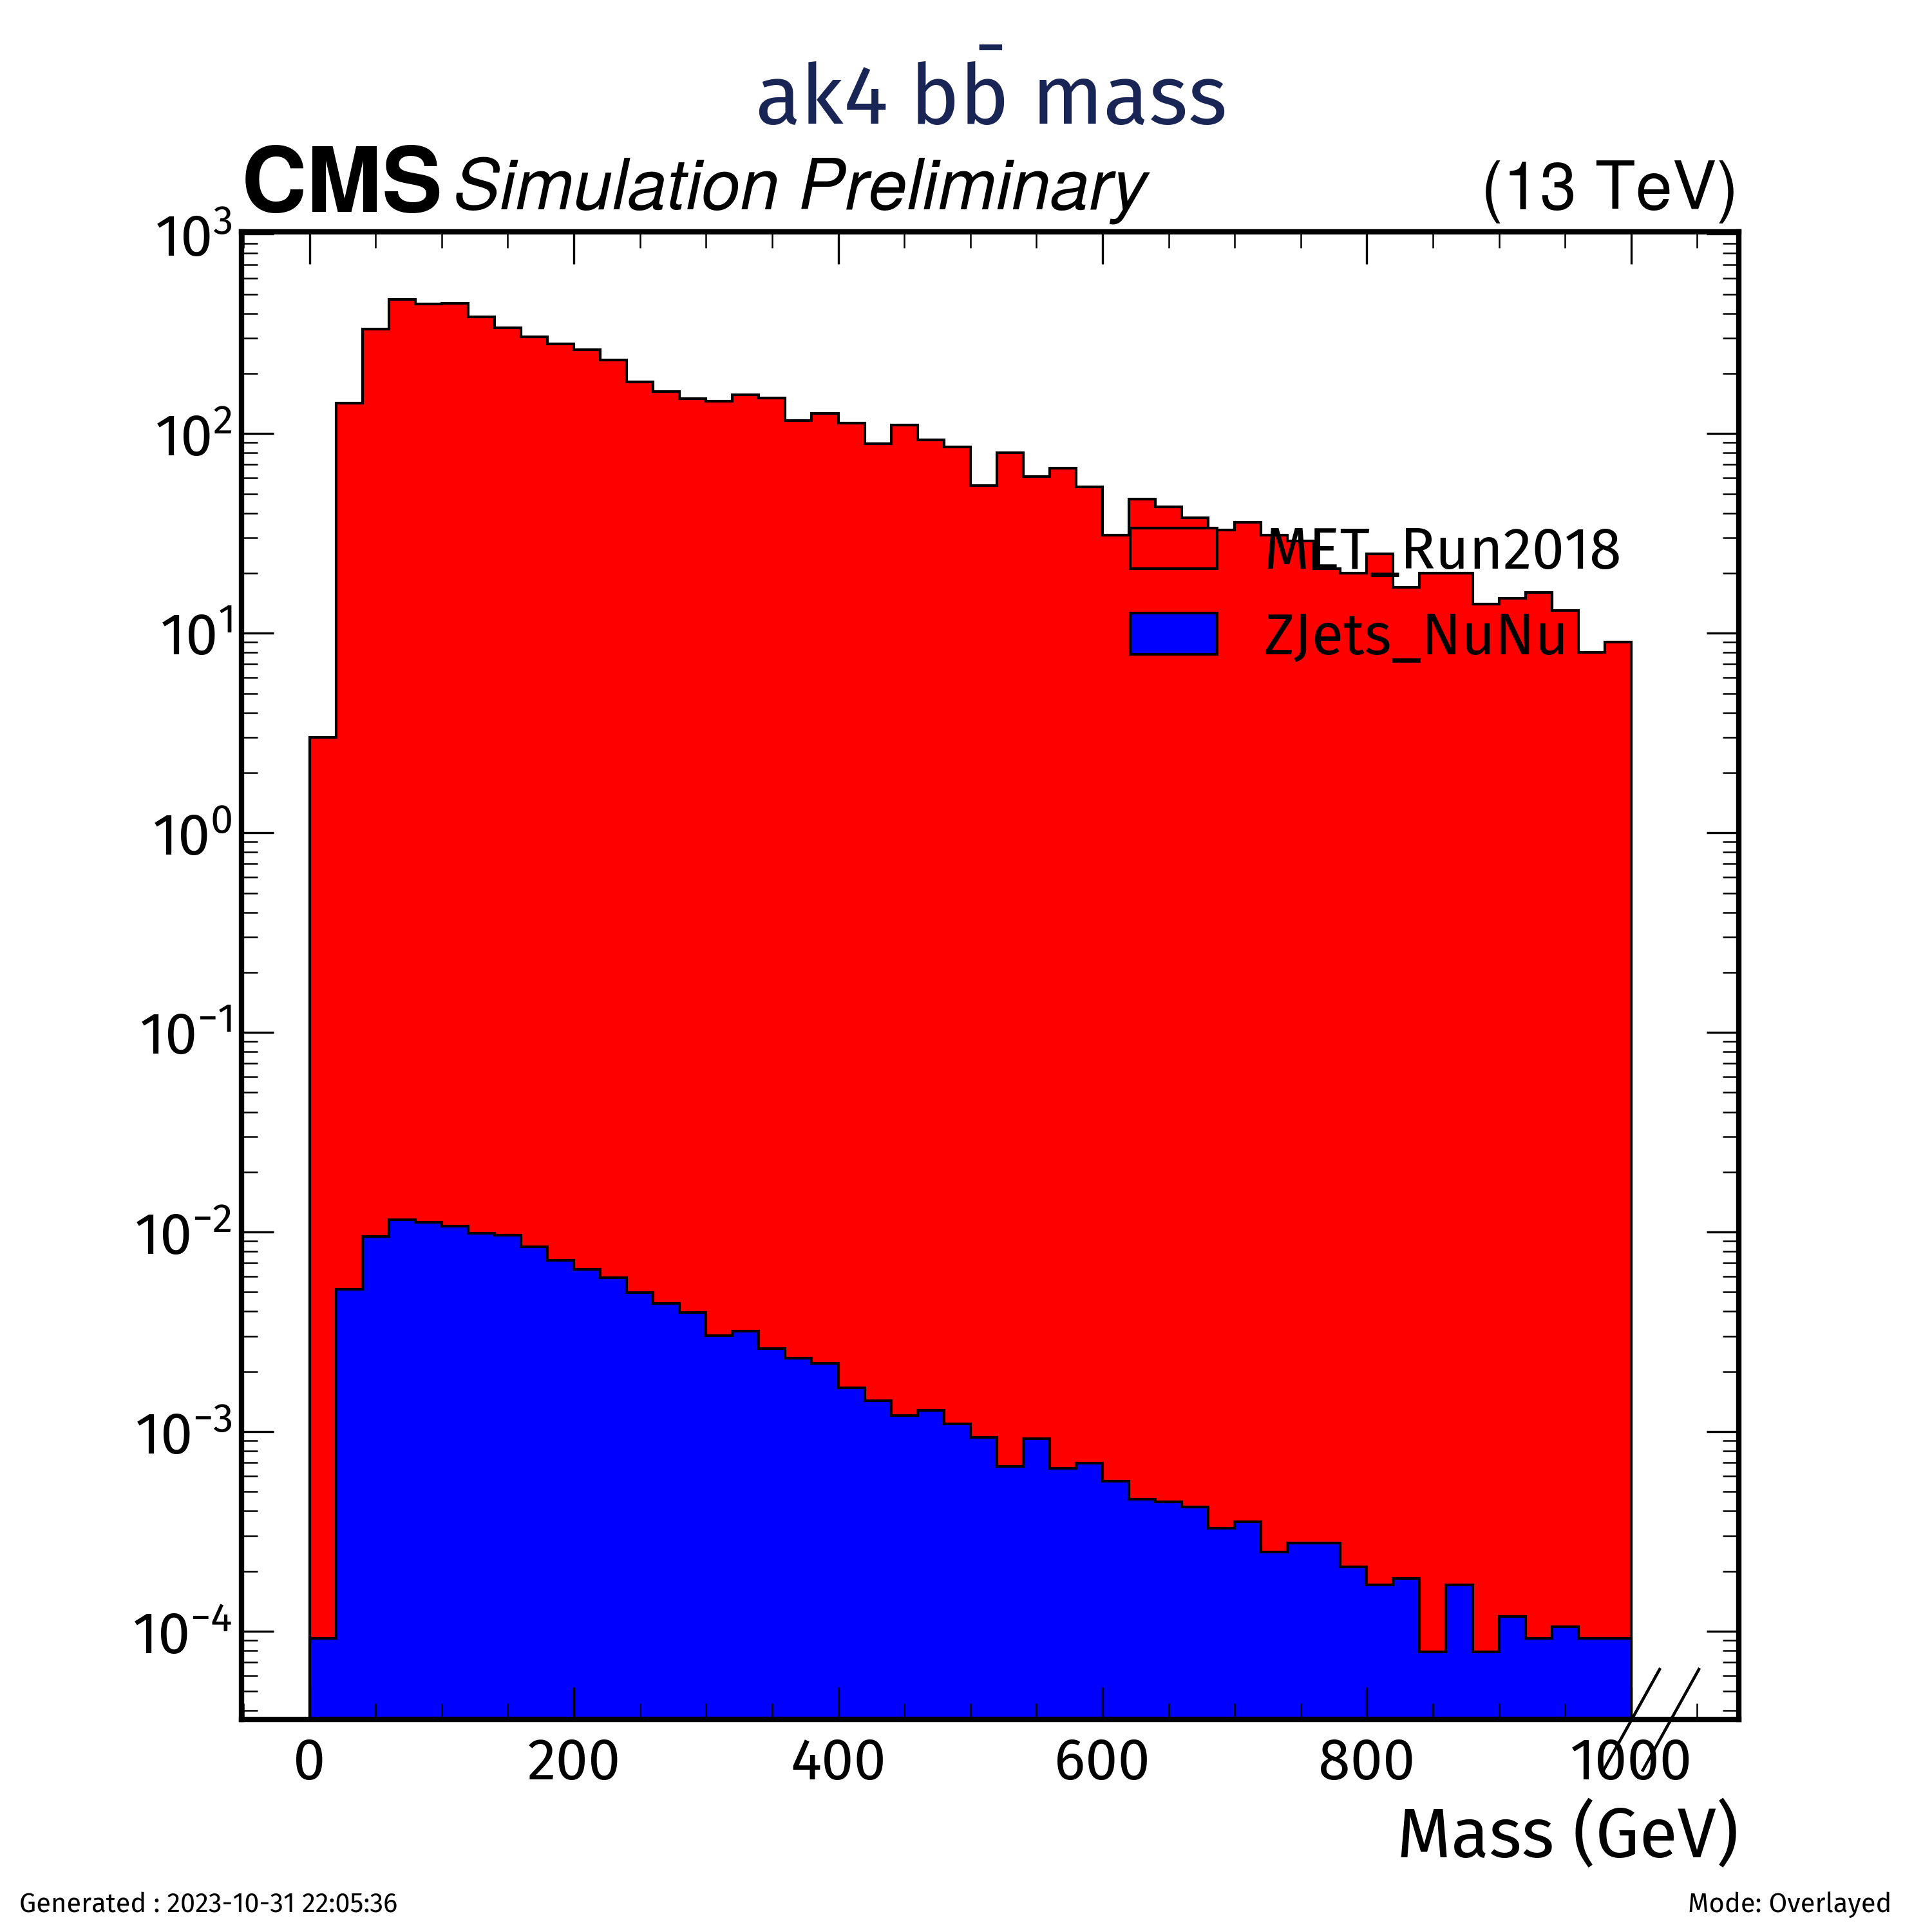 ak4 bb̄ mass
CMS Simulation Preliminary (13 TeV)
10³
10²
10¹
10⁰
10⁻¹
10⁻²
10⁻³
10⁻⁴
MET_Run2018
ZJets_NuNu
0 200 400 600 800 1000
Mass (GeV)
Generated : 2023-10-31 22:05:36 Mode: Overlayed